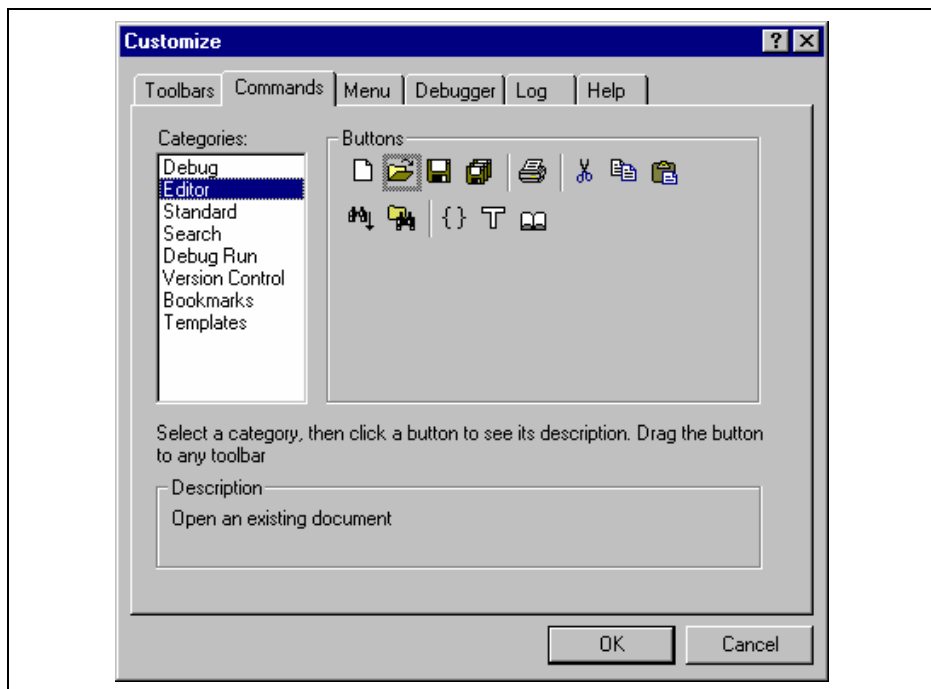 Customize
Toolbars Commands Menu Debugger Log Help
Categories:
Debug
Editor
Standard
Search
Debug Run
Version Control
Bookmarks
Templates
Buttons
Select a category, then click a button to see its description. Drag the button
to any toolbar
Description
Open an existing document
OK Cancel